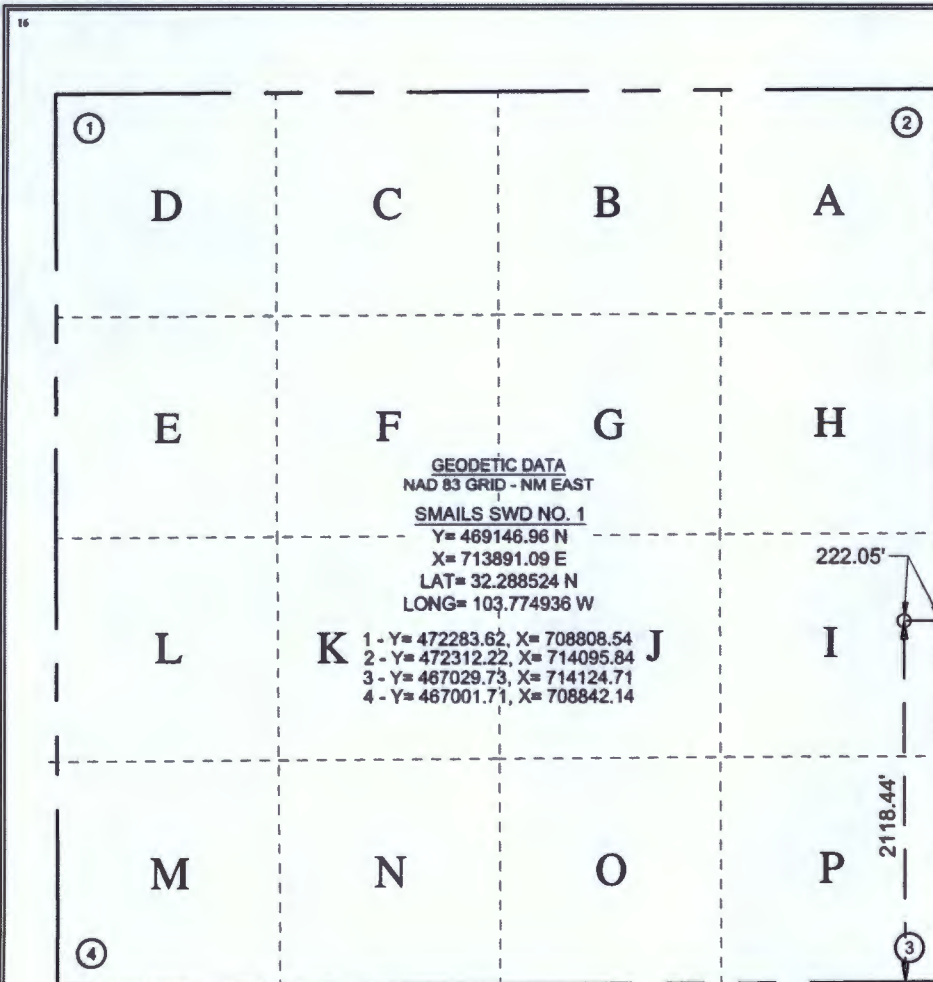 16
1 2
D C B A
E F G H
GEODETIC DATA
NAD 83 GRID - NM EAST
SMAILS SWD NO. 1
Y= 469146.96 N
X= 713891.09 E
LAT= 32.288524 N
LONG= 103.774936 W
222.05'
L K J I
1 - Y= 472283.62, X= 708808.54
2 - Y= 472312.22, X= 714095.84
3 - Y= 467029.73, X= 714124.71
4 - Y= 467001.71, X= 708842.14
2118.44'
M N O P
4 3